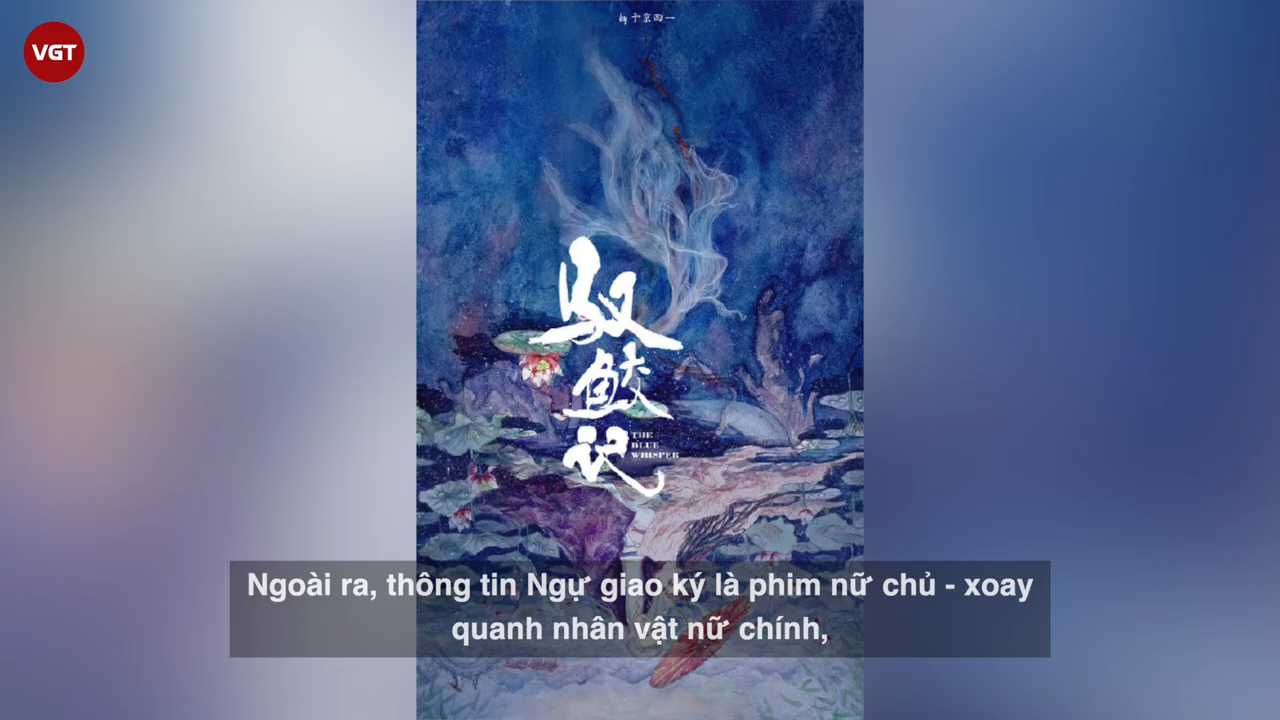 VGT
驭
鲛
记
THE
BLUE
WHISPER
Ngoài ra, thông tin Ngự giao ký là phim nữ chủ - xoay
quanh nhân vật nữ chính,